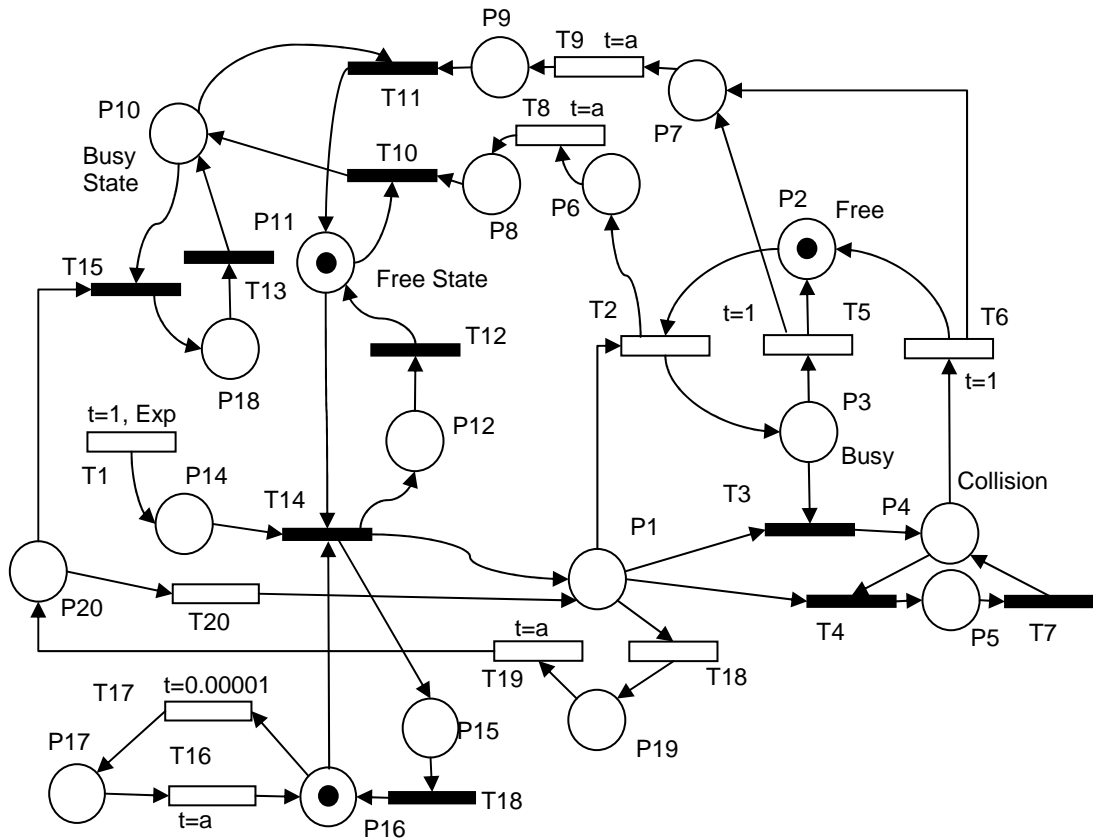 P9
T9
t=a
T11
P10
T8
t=a
P7
Busy
State
T10
P8
P6
P2
Free
P11
T15
T13
Free State
T2
t=1
T5
T6
T12
t=1
P18
P3
t=1, Exp
P12
Busy
T1
P14
T14
T3
P4
Collision
P1
P20
T20
T4
P5
T7
t=a
T19
T18
T17
t=0.00001
P15
P19
P17
T16
T18
t=a
P16